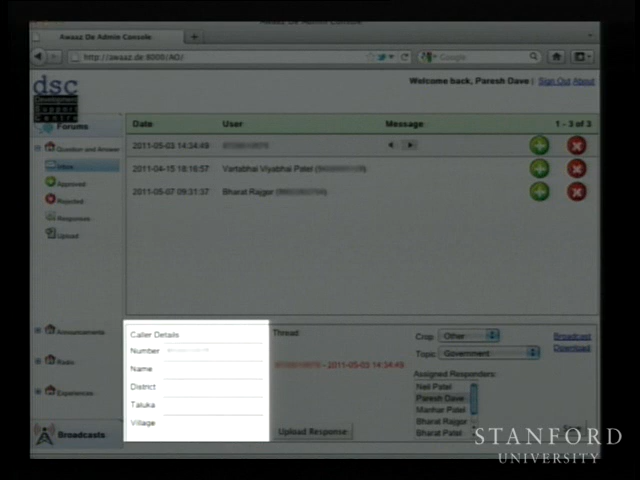 Awaaz De Admin Console
Awaaz De Admin Console
http://awaaz.de:8000/AO/
Google
dsc
Welcome back, Paresh Dave | Sign Out About
Forums
Date User Message 1 - 3 of 3
Question and Answer
2011-05-03 14:34:49
Inbox
2011-04-15 18:16:57 Vartabhai Viyabhai Patel
Approved
2011-05-07 09:31:37 Bharat Rajgor
Rejected
Responses
Upload
Announcements
Radio
Experiences
Broadcasts
Caller Details
Number
Name
District
Taluka
Village
Thread
- 2011-05-03 14:34:49
Upload Response
Crop: Other
Topic: Government
Broadcast
Download
Assigned Responders:
Neil Patel
Paresh Dave
Manhar Patel
Bharat Rajgor
Bharat Patel
STANFORD
UNIVERSITY